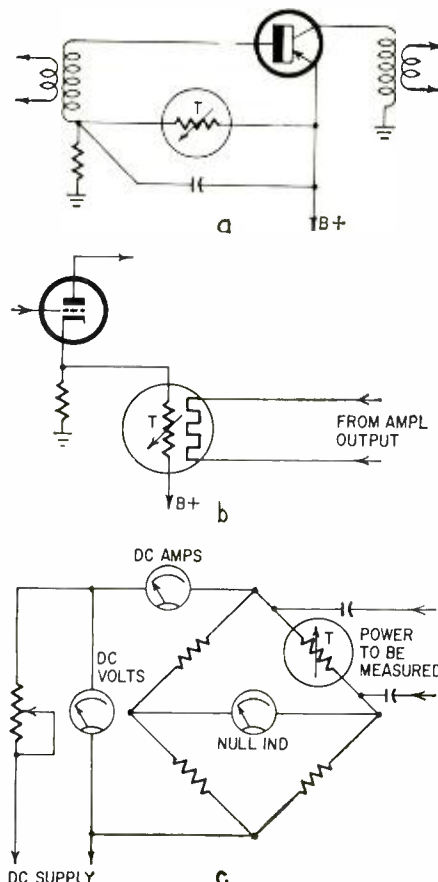 T
B+
a
T
FROM AMPL
OUTPUT
B+
b
DC AMPS
T
POWER
TO BE
MEASURED
DC
VOLTS
NULL IND
DC SUPPLY
c